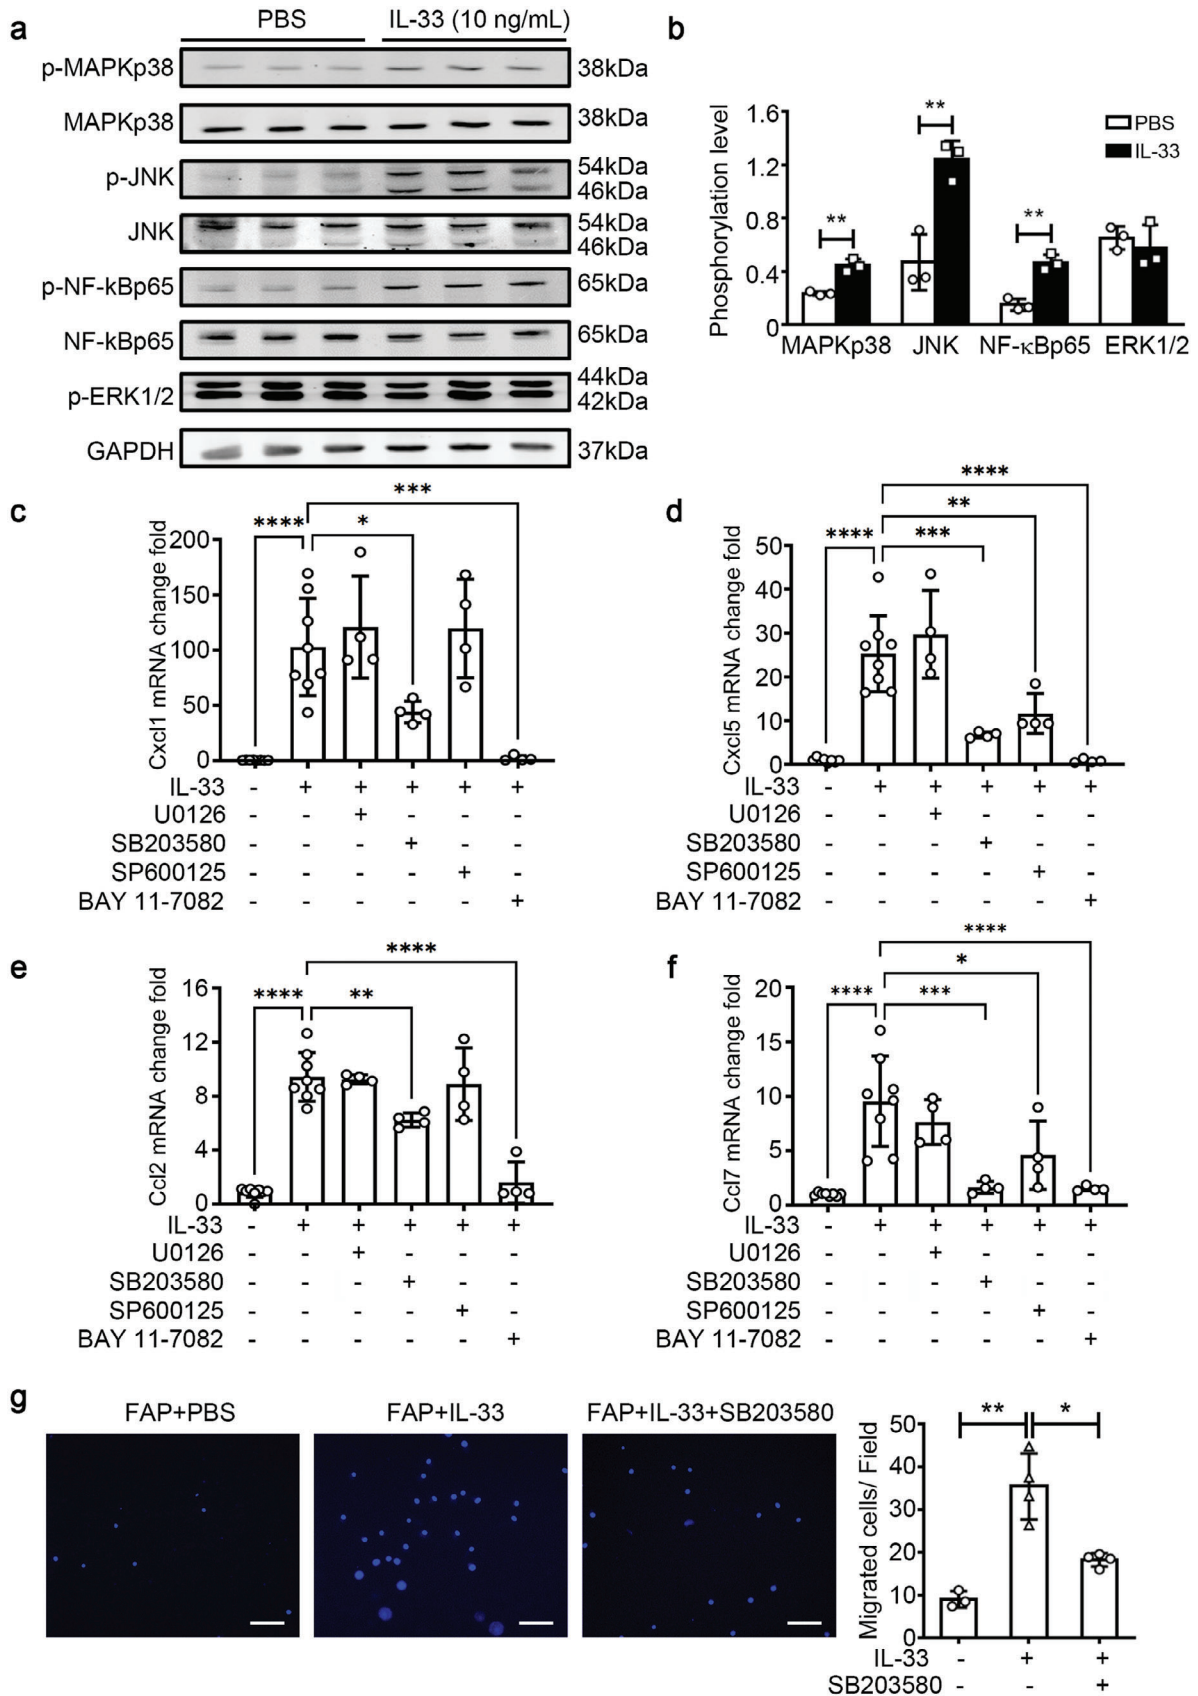 a
PBS
IL-33 (10 ng/mL)
p-MAPKp38
38kDa
MAPKp38
38kDa
p-JNK
54kDa
46kDa
JNK
54kDa
46kDa
p-NF-kBp65
65kDa
NF-kBp65
65kDa
p-ERK1/2
44kDa
42kDa
GAPDH
37kDa
b
Phosphorylation level
1.6
1.2
0.8
0.4
0
** ** **
PBS
IL-33
MAPKp38 JNK NF-κBp65 ERK1/2
c
Cxcl1 mRNA change fold
200
150
100
50
0
***
**** *
IL-33 - + + + + +
U0126 - - + - - -
SB203580 - - - + - -
SP600125 - - - - + -
BAY 11-7082 - - - - - +
d
Cxcl5 mRNA change fold
50
40
30
20
10
0
****
**
**** ***
IL-33 - + + + + +
U0126 - - + - - -
SB203580 - - - + - -
SP600125 - - - - + -
BAY 11-7082 - - - - - +
e
Ccl2 mRNA change fold
16
12
8
4
0
****
**** **
IL-33 - + + + + +
U0126 - - + - - -
SB203580 - - - + - -
SP600125 - - - - + -
BAY 11-7082 - - - - - +
f
Ccl7 mRNA change fold
20
15
10
5
0
****
*
**** ***
IL-33 - + + + + +
U0126 - - + - - -
SB203580 - - - + - -
SP600125 - - - - + -
BAY 11-7082 - - - - - +
g
FAP+PBS
FAP+IL-33
FAP+IL-33+SB203580
Migrated cells/ Field
50
40
30
20
10
0
** *
IL-33 - + +
SB203580 - - +